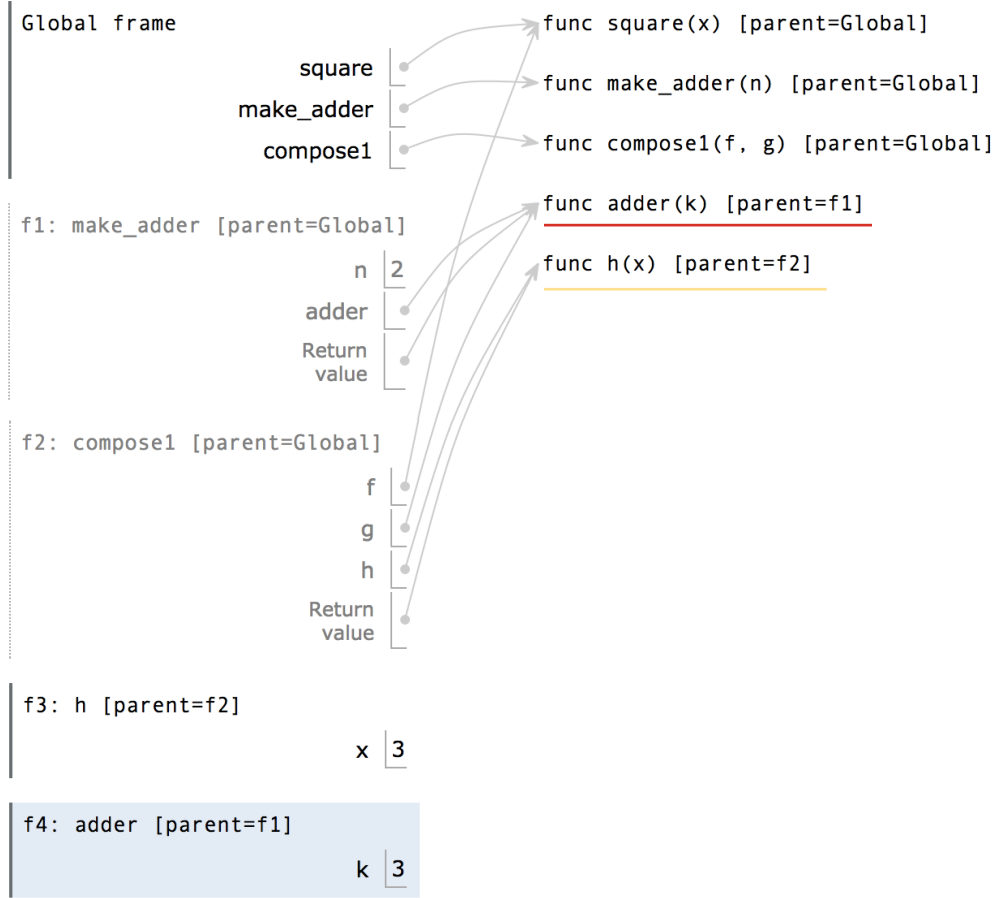 Global frame
square
make_adder
compose1
func square(x) [parent=Global]
func make_adder(n) [parent=Global]
func compose1(f, g) [parent=Global]
func adder(k) [parent=f1]
func h(x) [parent=f2]
f1: make_adder [parent=Global]
n 2
adder
Return
value
f2: compose1 [parent=Global]
f
g
h
Return
value
f3: h [parent=f2]
x 3
f4: adder [parent=f1]
k 3